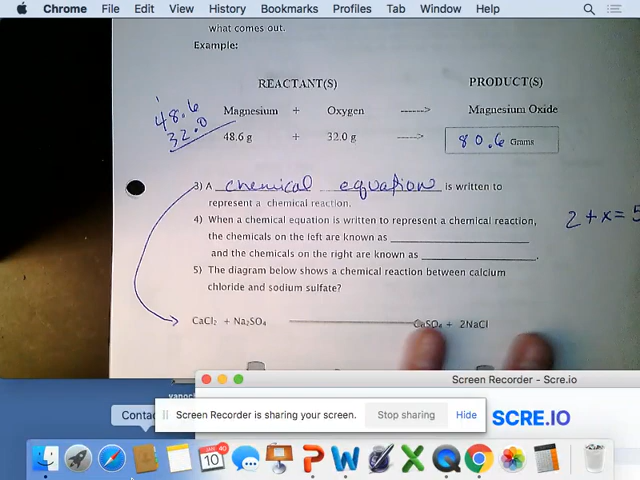 Chrome File Edit View History Bookmarks Profiles Tab Window Help
what comes out.
Example:
REACTANT(S) PRODUCT(S)
48.6 Magnesium + Oxygen ----> Magnesium Oxide
32.0 48.6 g + 32.0 g ----> 80.6 Gmms
3) A chemical equation is written to
represent a chemical reaction.
4) When a chemical equation is written to represent a chemical reaction,
2 + x = 5
the chemicals on the left are known as
and the chemicals on the right are known as
5) The diagram below shows a chemical reaction between calcium
chloride and sodium sulfate?
CaCl₂ + Na₂SO₄ CaSO₄ + 2NaCl
Screen Recorder - Scre.io
Screen Recorder is sharing your screen. Stop sharing Hide
SCRE.IO
10